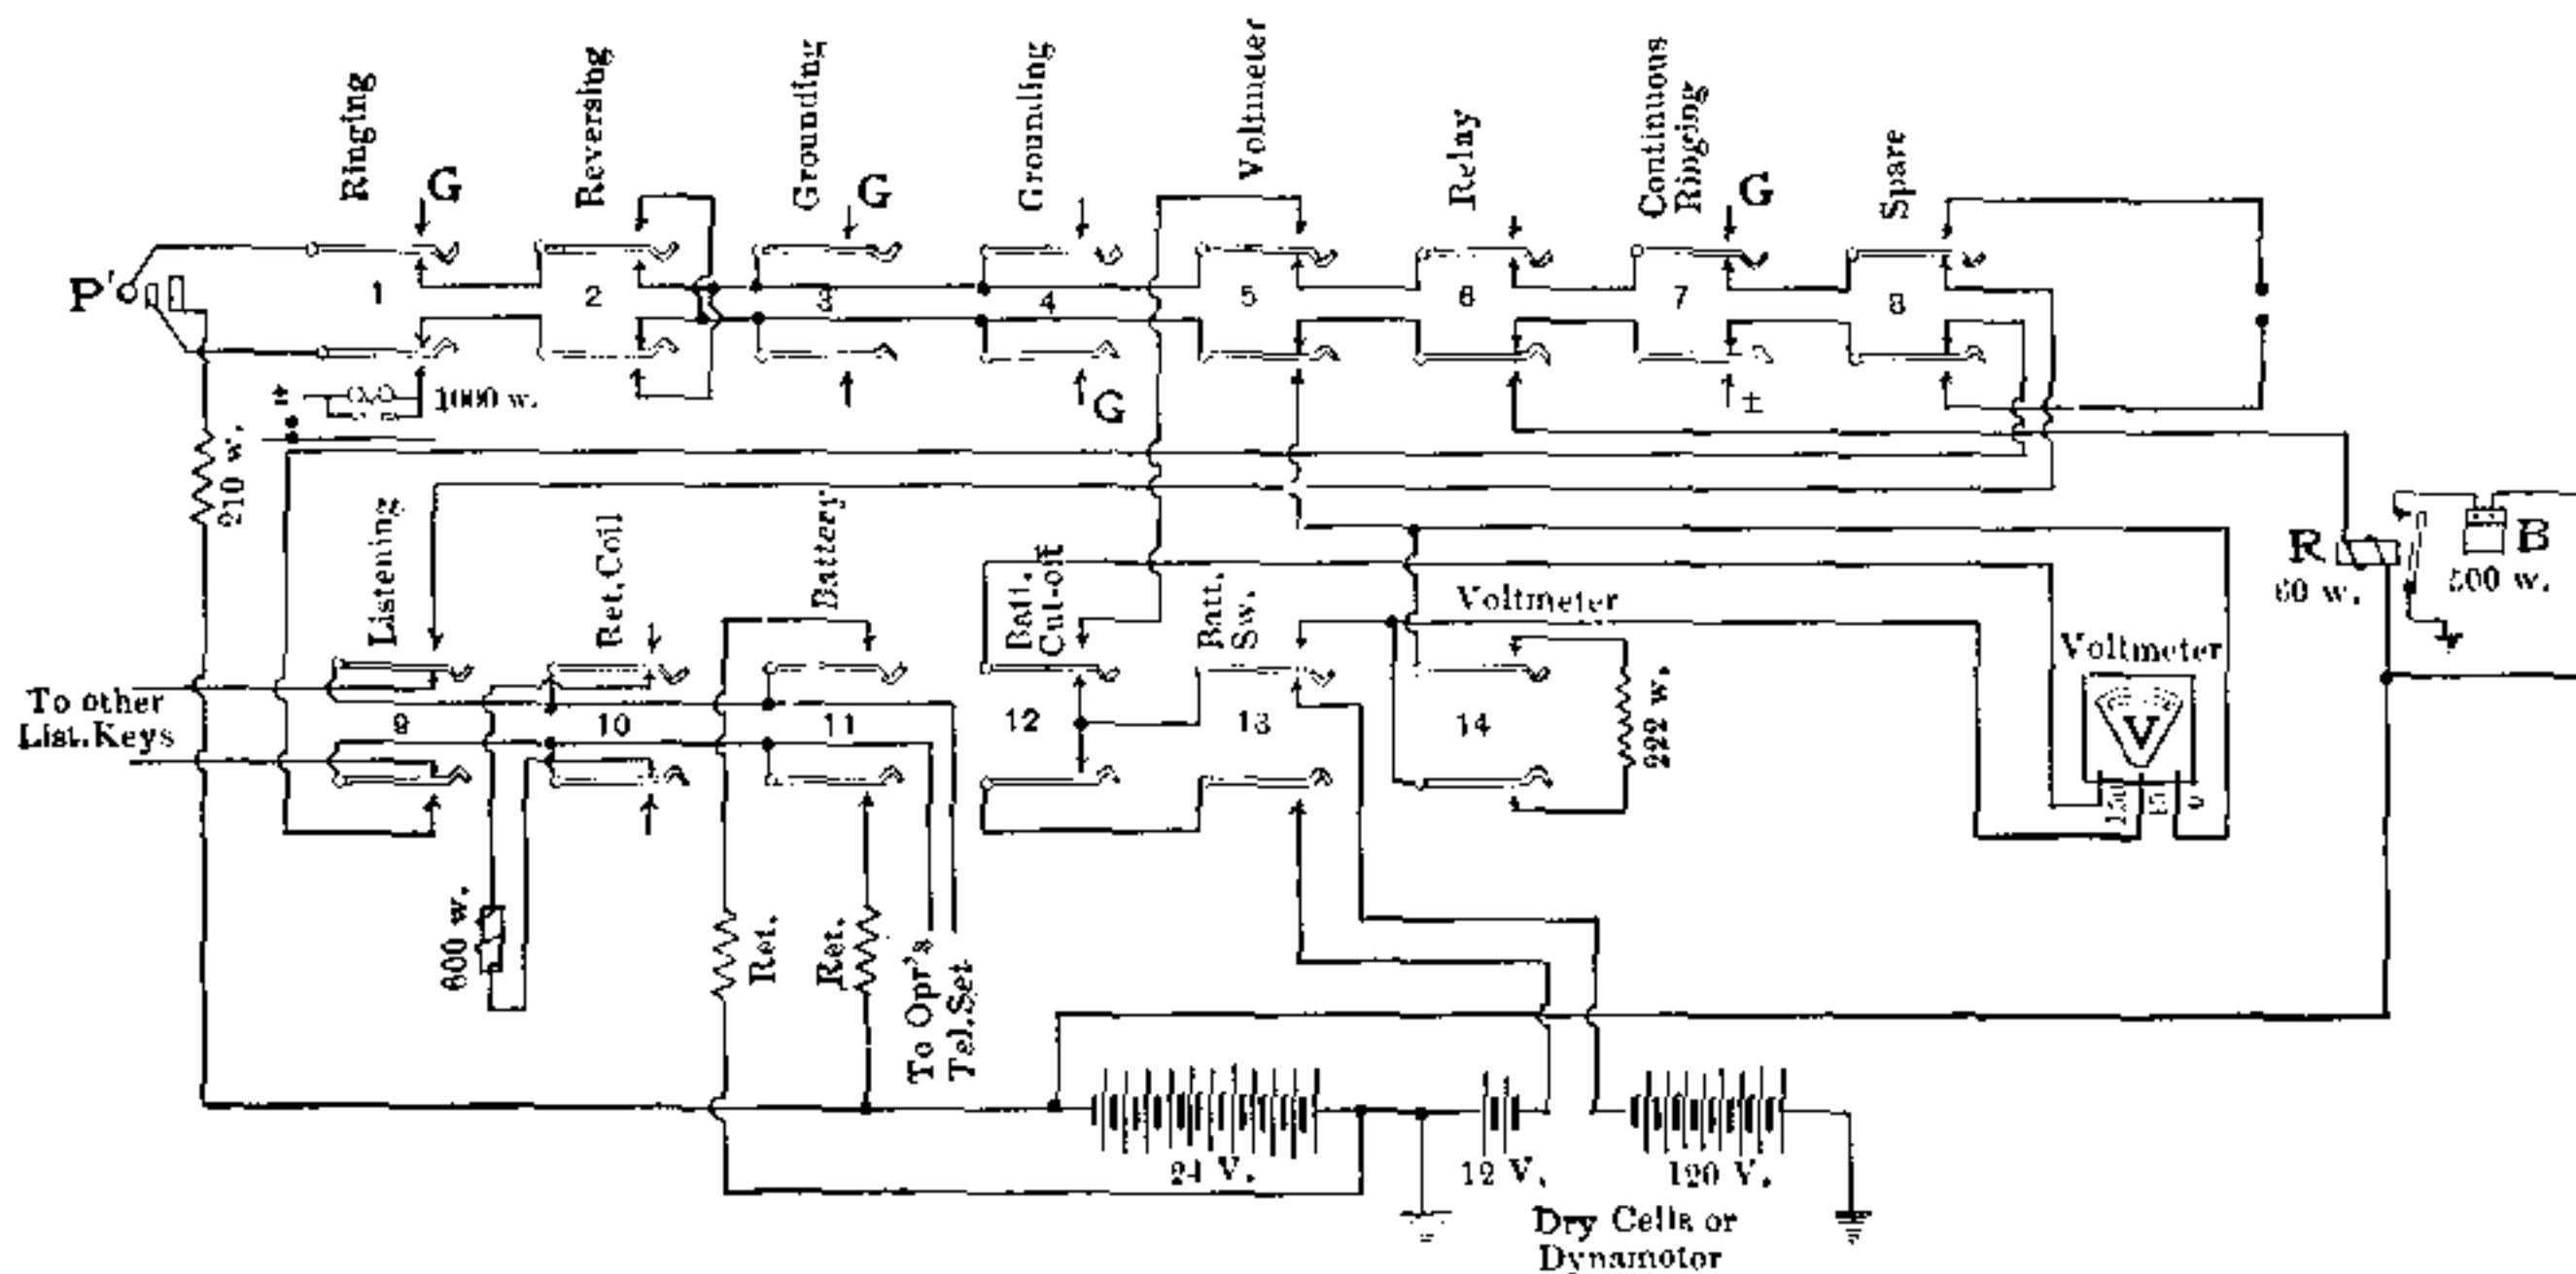 Ringing
Reversing
Grounding
Grounding
Voltmeter
Relay
Continuous
Ringing
Spare
G
G
G
P'
1
2
3
4
5
6
7
8
±
1000 w.
G
±
210 w.
Listening
Ret. Coil
Battery
Batt.
Cut-off
Batt.
Sw.
Voltmeter
R
60 w.
B
500 w.
Voltmeter
V
To other
List. Keys
9
10
11
12
13
14
222 w.
150
15
600 w.
Ret.
Ret.
To Opr's
Tel. Set
24 V.
12 V.
120 V.
Dry Cells or
Dynamotor